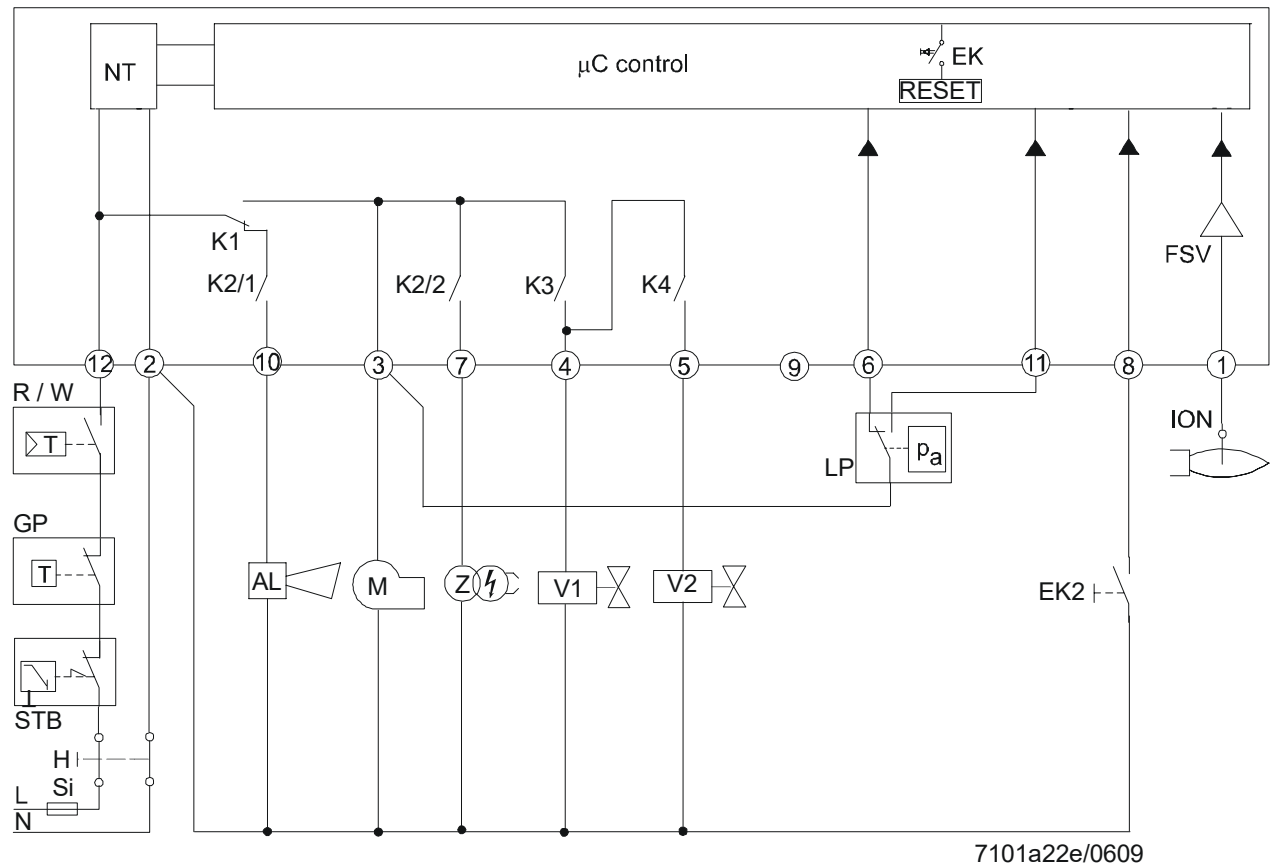 NT
μC control
EK
RESET
FSV
K1
K2/1
K2/2
K3
K4
12
2
10
3
7
4
5
9
6
11
8
1
R / W
T
GP
T
STB
H
Si
L
N
AL
M
Z
V1
V2
LP
pa
ION
EK2
7101a22e/0609